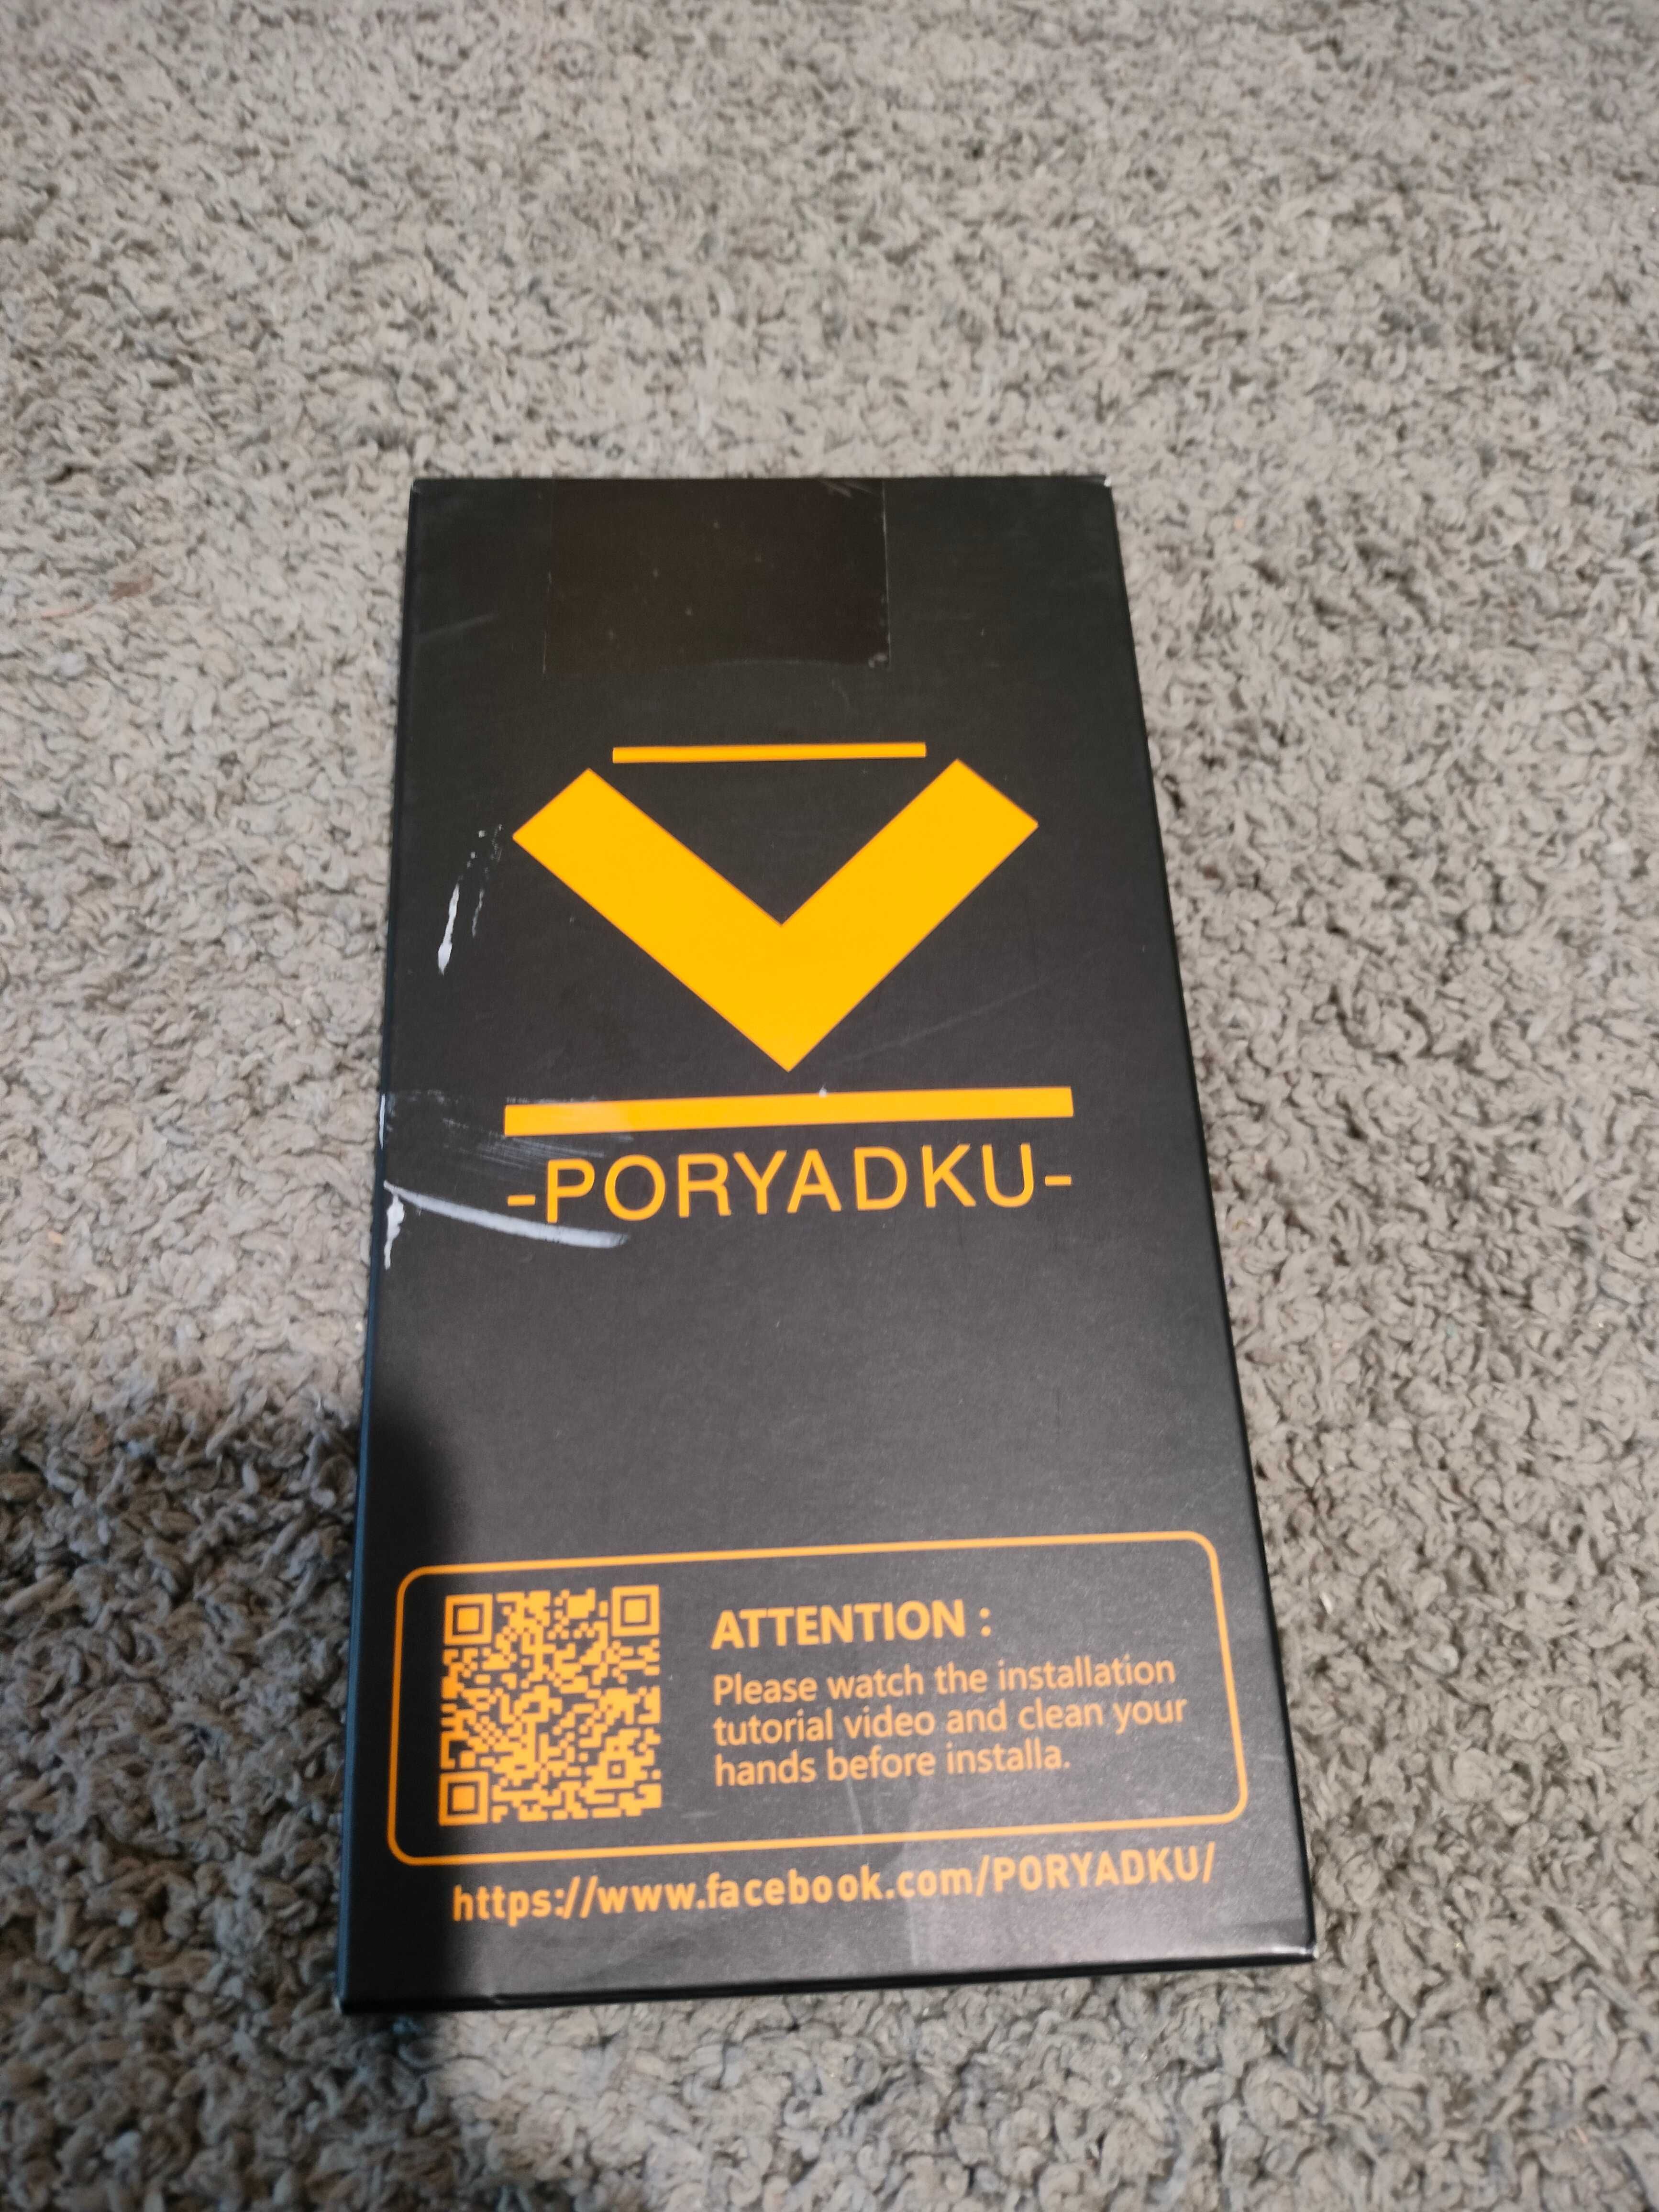 -PORYADKU-
ATTENTION :
Please watch the installation
tutorial video and clean your
hands before installa.
https://www.facebook.com/PORYADKU/